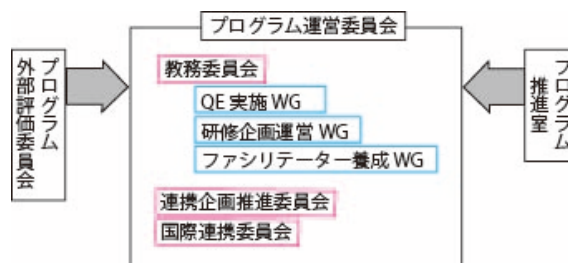 プログラム運営委員会
プログラム
外部評価委員会
教務委員会
QE 実施 WG
研修企画運営 WG
ファシリテーター養成 WG
連携企画推進委員会
国際連携委員会
プログラム
推進室